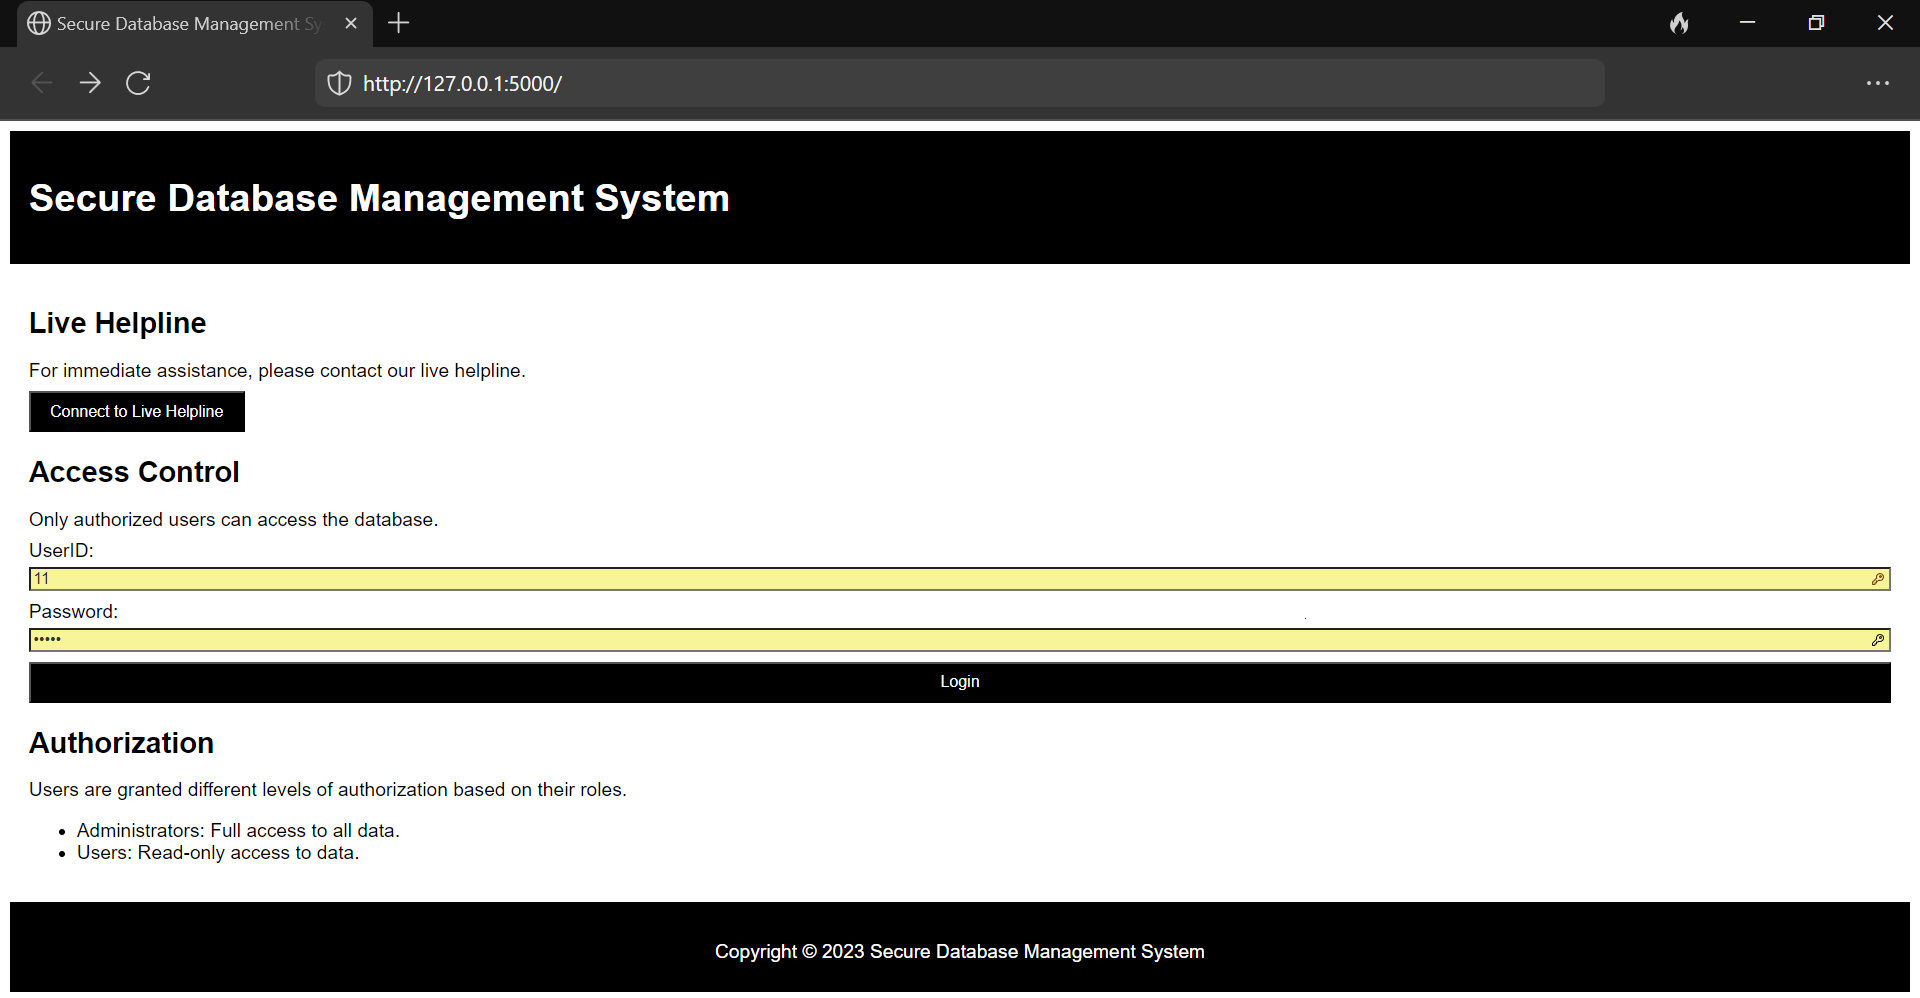 Secure Database Management Sy
http://127.0.0.1:5000/
Secure Database Management System
Live Helpline
For immediate assistance, please contact our live helpline.
Connect to Live Helpline
Access Control
Only authorized users can access the database.
UserID:
11
Password:
•••••
Login
Authorization
Users are granted different levels of authorization based on their roles.
• Administrators: Full access to all data.
• Users: Read-only access to data.
Copyright © 2023 Secure Database Management System